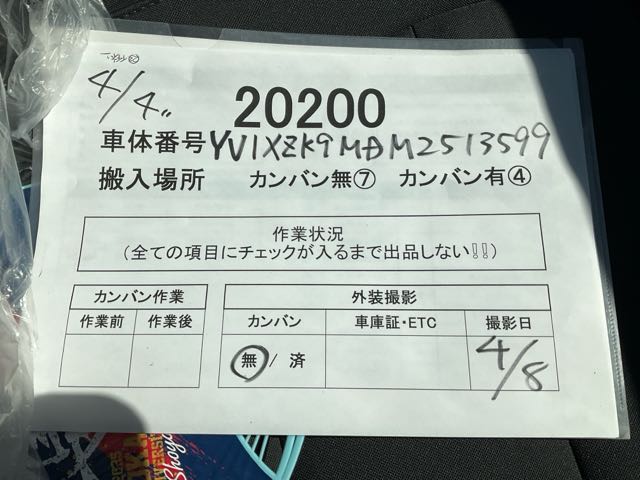 4/4
20200
車体番号 YV1XZK9MDM2513599
搬入場所 カンバン無⑦ カンバン有④
作業状況
(全ての項目にチェックが入るまで出品しない!!)
カンバン作業 外装撮影
作業前 作業後 カンバン 車庫証・ETC 撮影日
無/済 4/8